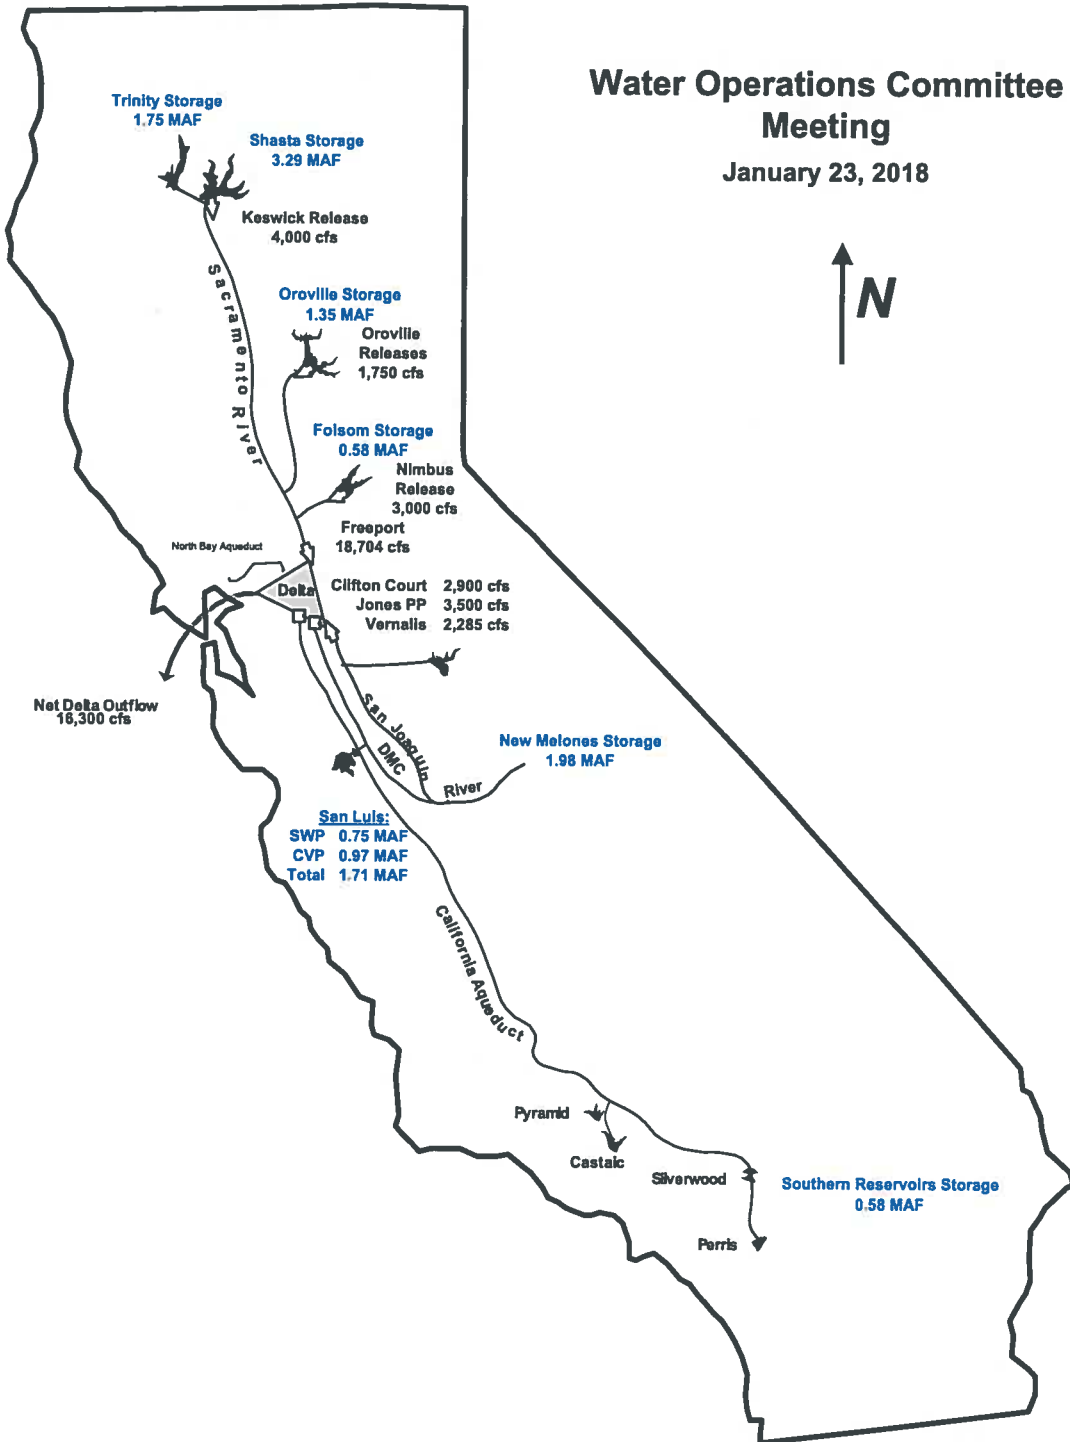 Water Operations Committee
Meeting
January 23, 2018
N
Trinity Storage
1.75 MAF
Shasta Storage
3.29 MAF
Keswick Release
4,000 cfs
Sacramento River
Oroville Storage
1.35 MAF
Oroville
Releases
1,750 cfs
Folsom Storage
0.58 MAF
Nimbus
Release
3,000 cfs
Freeport
18,704 cfs
North Bay Aqueduct
Delta
Clifton Court 2,900 cfs
Jones PP 3,500 cfs
Vernalis 2,285 cfs
Net Delta Outflow
16,300 cfs
San Joaquin
River
DMC
New Melones Storage
1.98 MAF
San Luis:
SWP 0.75 MAF
CVP 0.97 MAF
Total 1.71 MAF
California Aqueduct
Pyramid
Castaic
Silverwood
Perris
Southern Reservoirs Storage
0.58 MAF